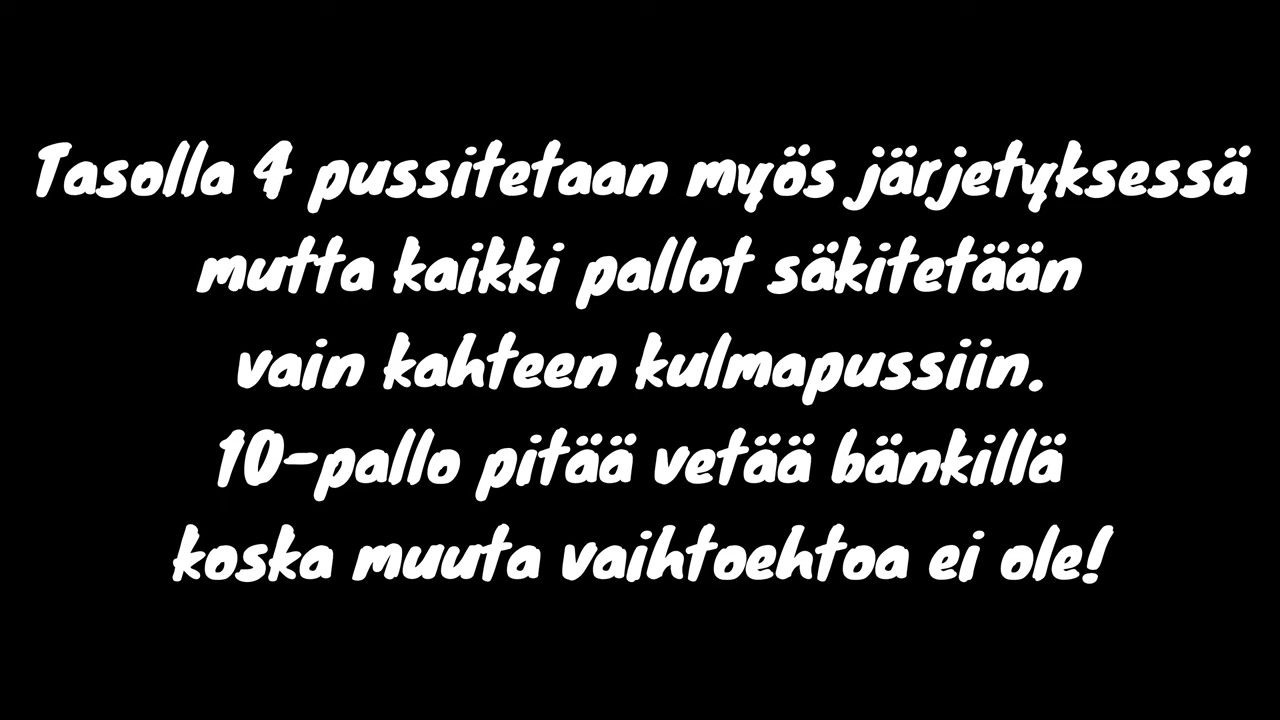 Tasolla 4 pussitetaan myös järjetyksessä
mutta kaikki pallot säkitetään
vain kahteen kulmapussiin.
10-pallo pitää vetää bänkillä
koska muuta vaihtoehtoa ei ole!